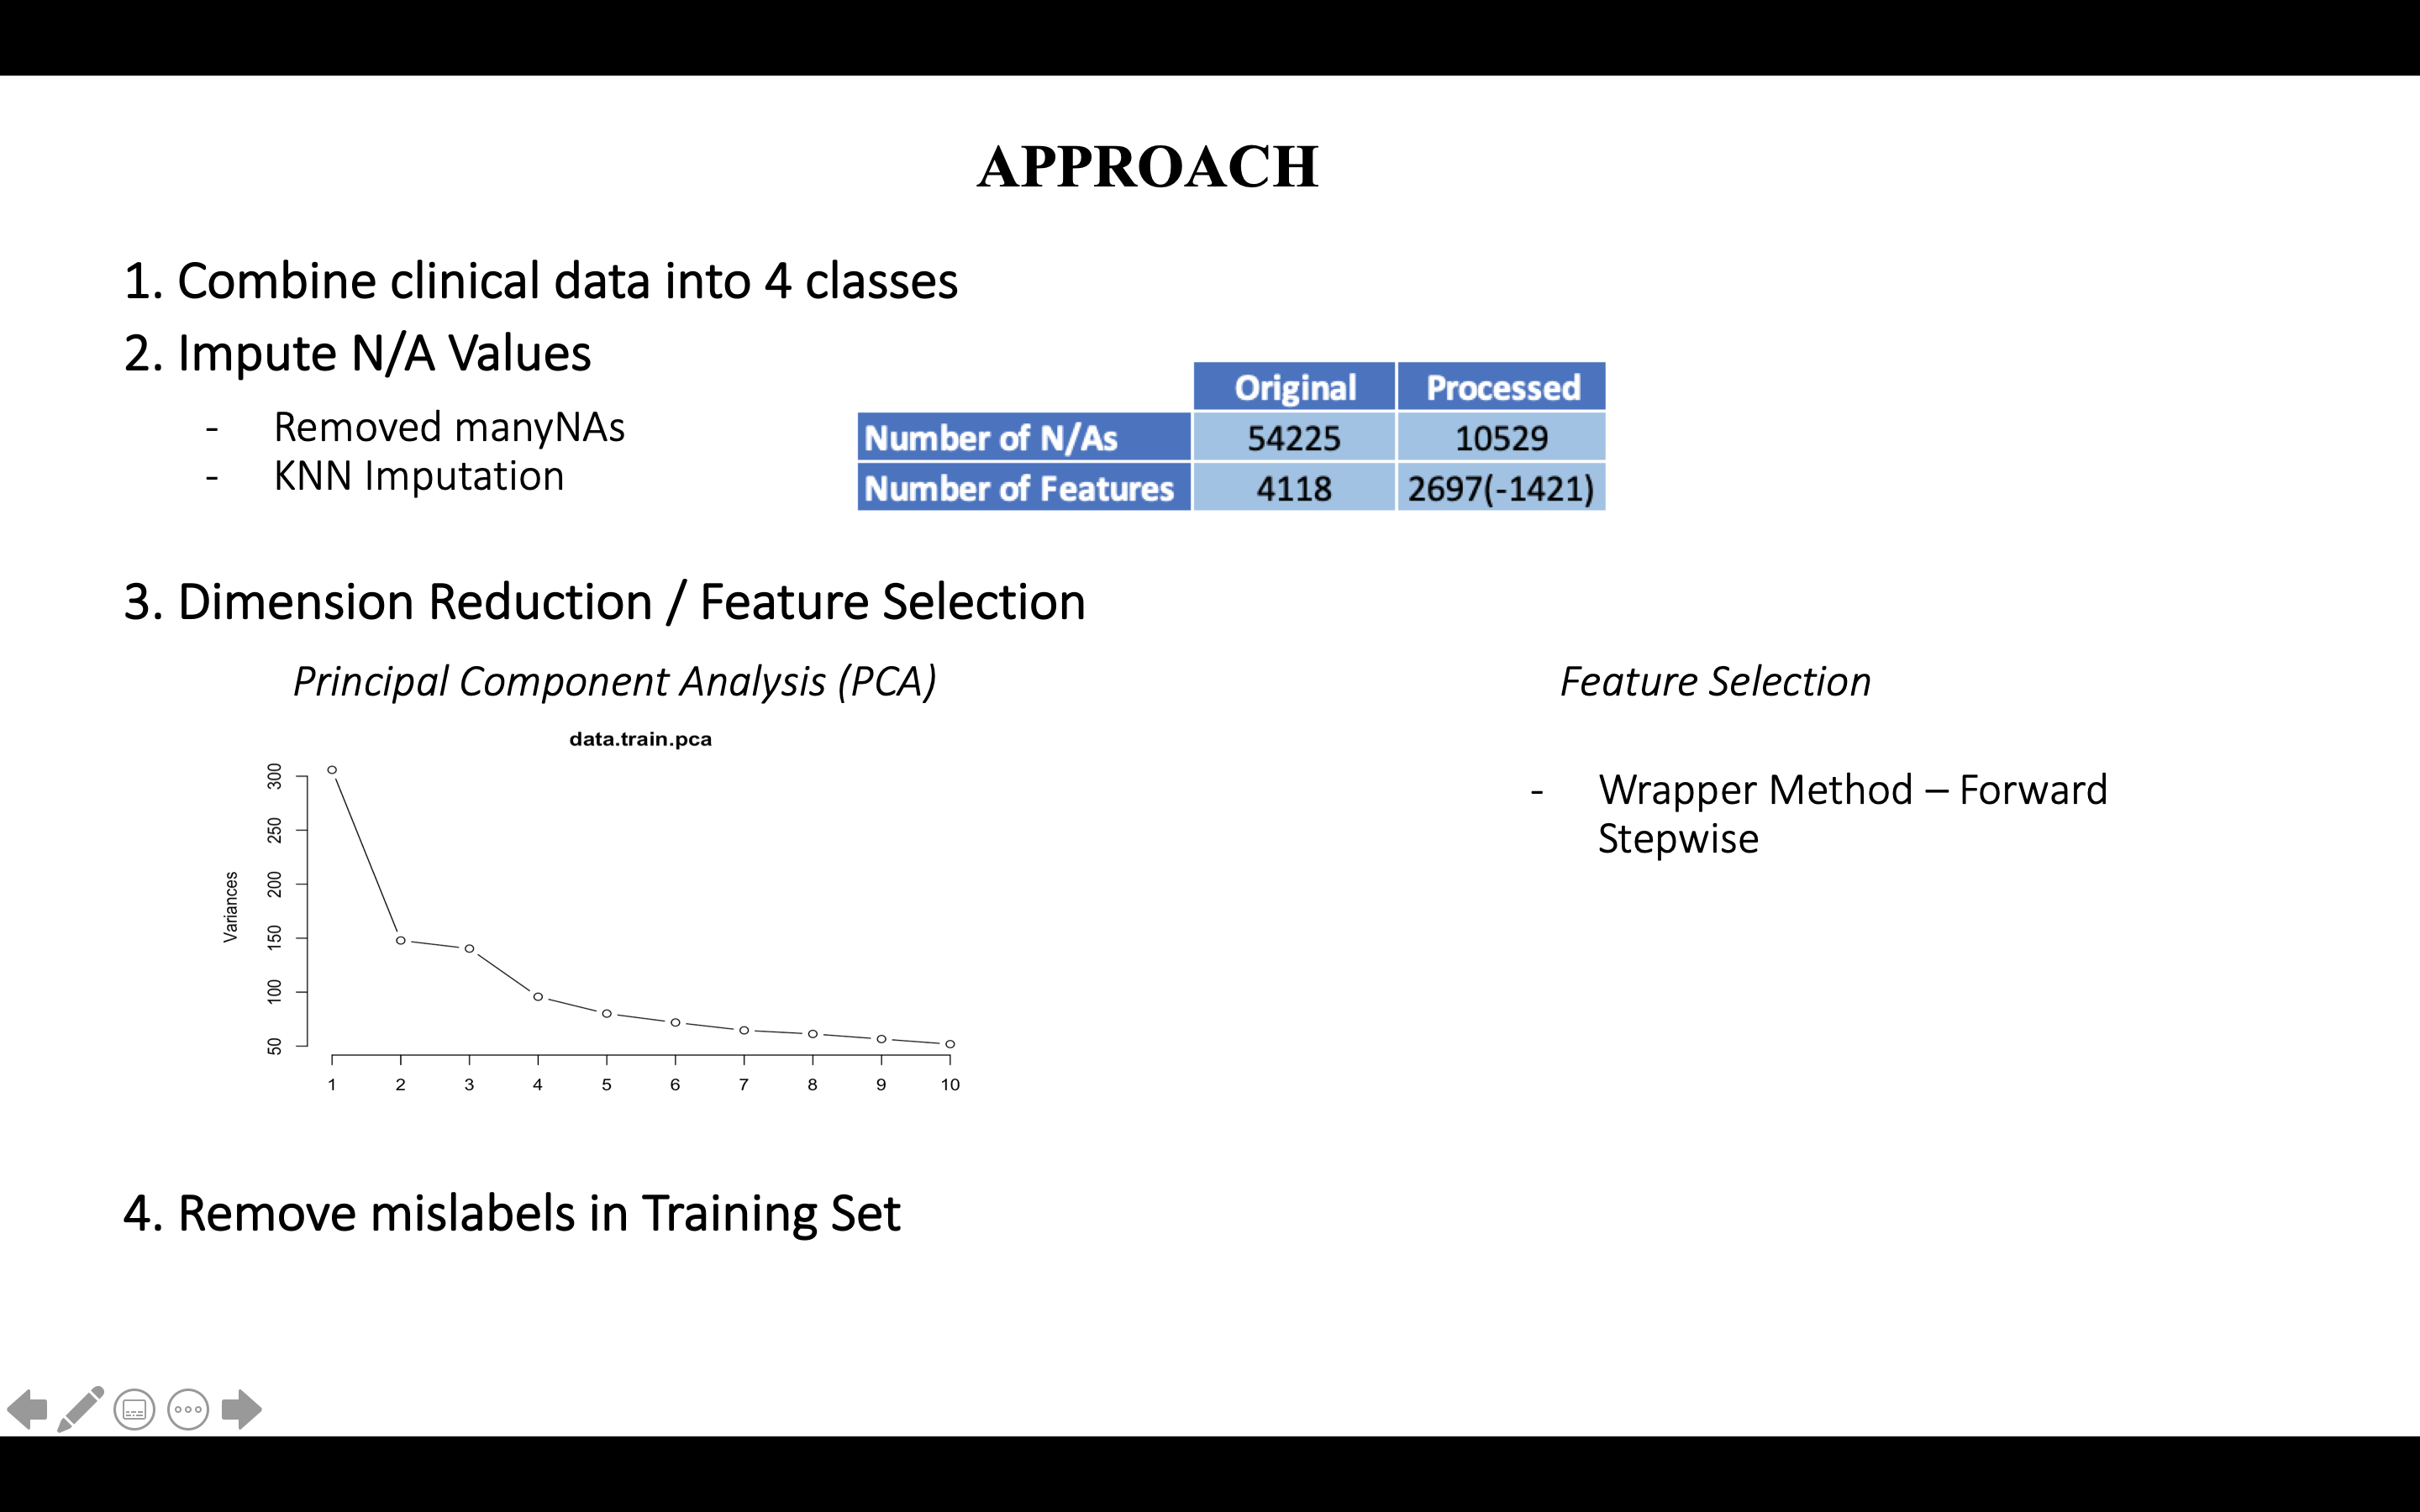 APPROACH
1. Combine clinical data into 4 classes
2. Impute N/A Values
- Removed manyNAs
- KNN Imputation
Original Processed
Number of N/As 54225 10529
Number of Features 4118 2697(-1421)
3. Dimension Reduction / Feature Selection
Principal Component Analysis (PCA)
data.train.pca
Variances
300
250
200
150
100
50
1 2 3 4 5 6 7 8 9 10
Feature Selection
- Wrapper Method – Forward
Stepwise
4. Remove mislabels in Training Set